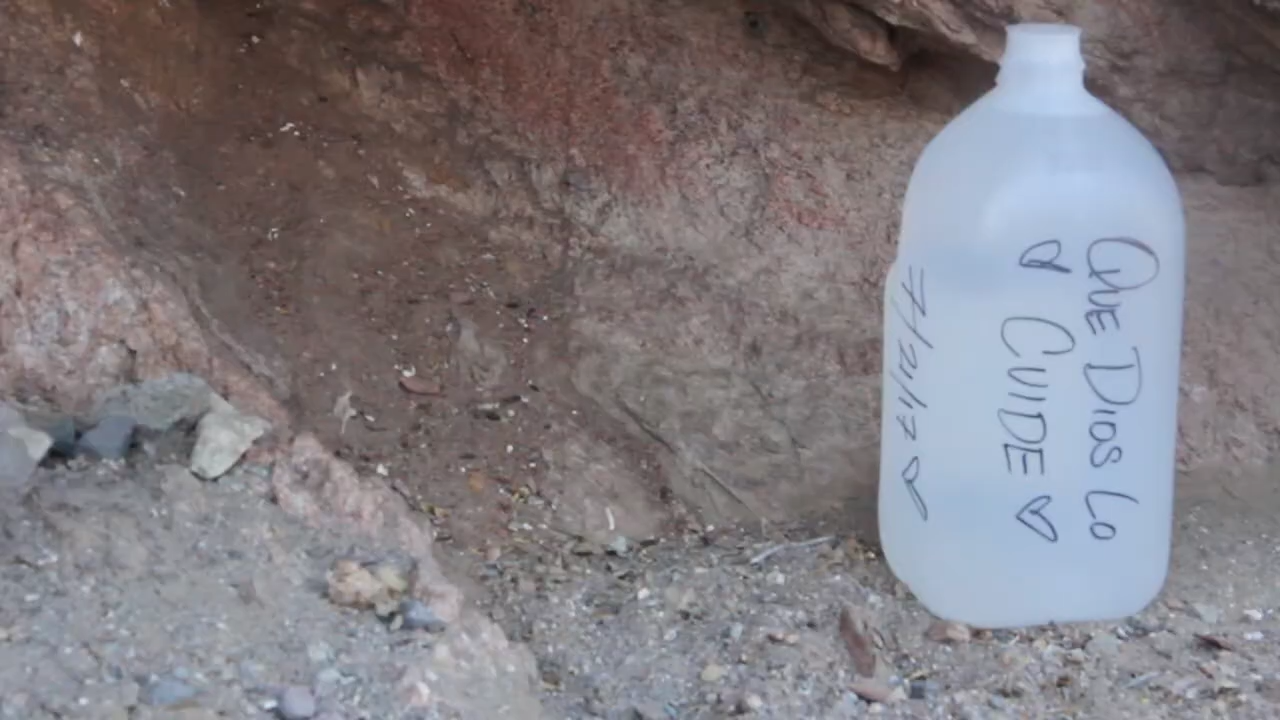 QUE DIOS LO
♡ CUIDE ♡
7/21/17 ♡